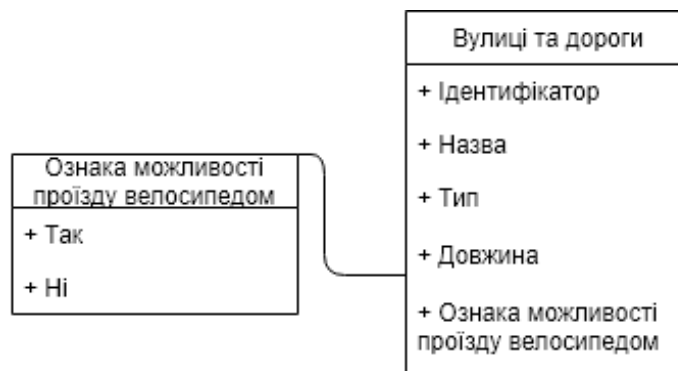 Вулиці та дороги
+ Ідентифікатор
+ Назва
+ Тип
+ Довжина
+ Ознака можливості
проїзду велосипедом
Ознака можливості
проїзду велосипедом
+ Так
+ Ні